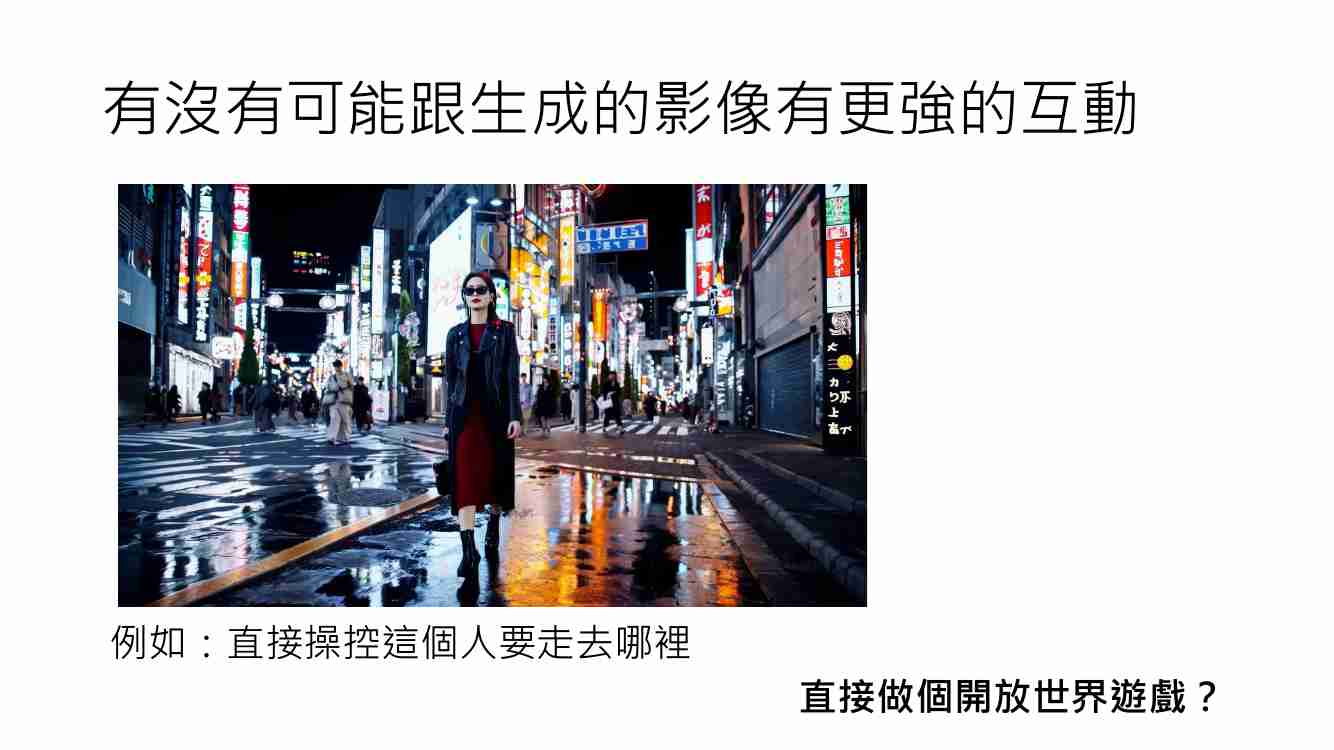 有沒有可能跟生成的影像有更強的互動
例如：直接操控這個人要走去哪裡
直接做個開放世界遊戲？